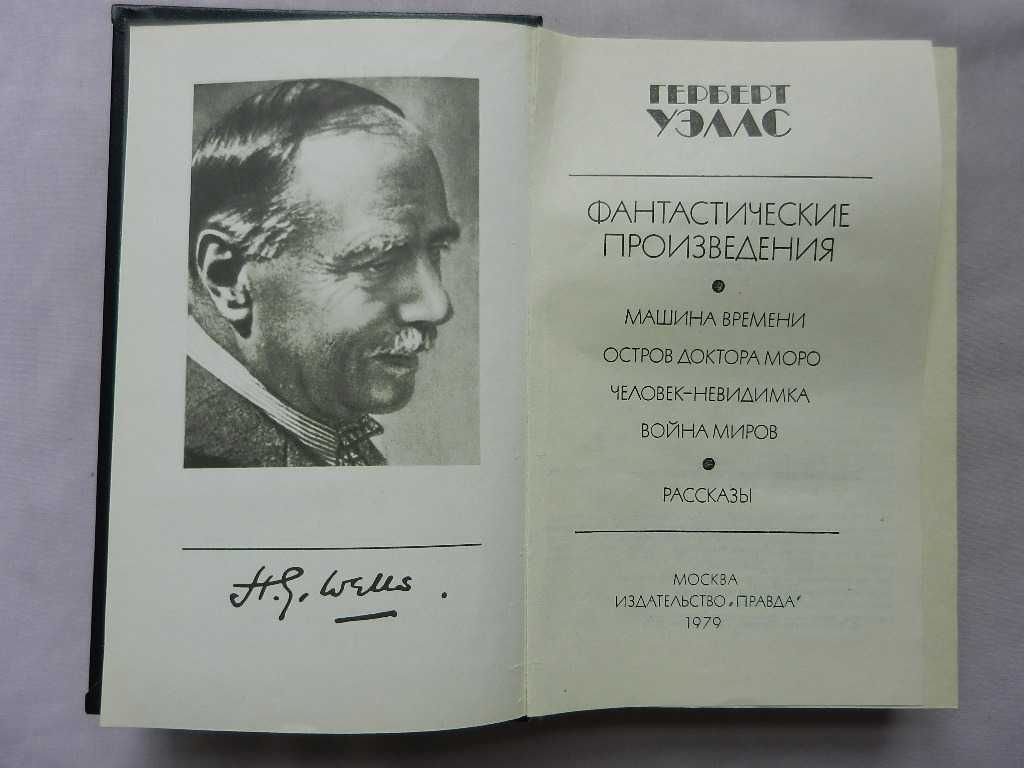 H.G. Wells.
ГЕРБЕРТ
УЭЛЛС
ФАНТАСТИЧЕСКИЕ
ПРОИЗВЕДЕНИЯ
МАШИНА ВРЕМЕНИ
ОСТРОВ ДОКТОРА МОРО
ЧЕЛОВЕК-НЕВИДИМКА
ВОЙНА МИРОВ
РАССКАЗЫ
МОСКВА
ИЗДАТЕЛЬСТВО „ПРАВДА“
1979